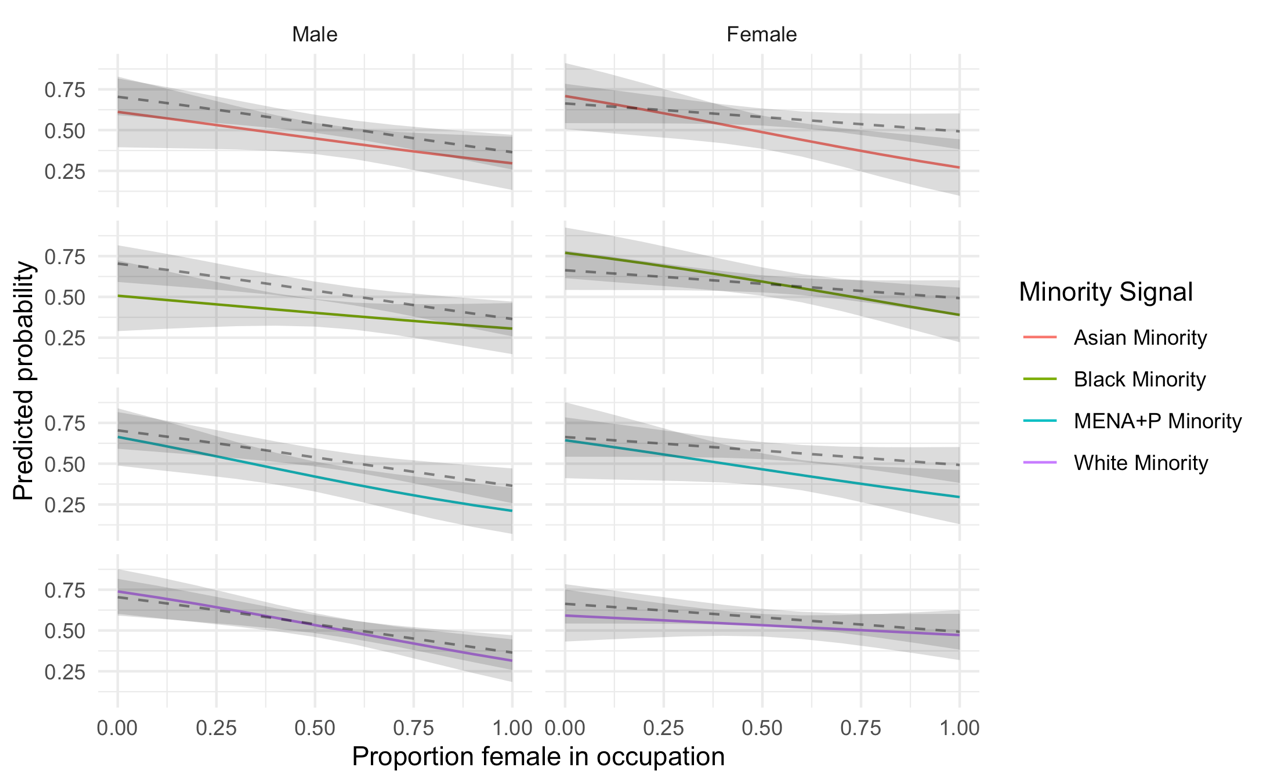 Male Female
0.75
0.50
0.25
0.75
0.50
0.25
0.75
0.50
0.25
0.75
0.50
0.25
Predicted probability
0.00 0.25 0.50 0.75 1.00 0.00 0.25 0.50 0.75 1.00
Proportion female in occupation
Minority Signal
Asian Minority
Black Minority
MENA+P Minority
White Minority